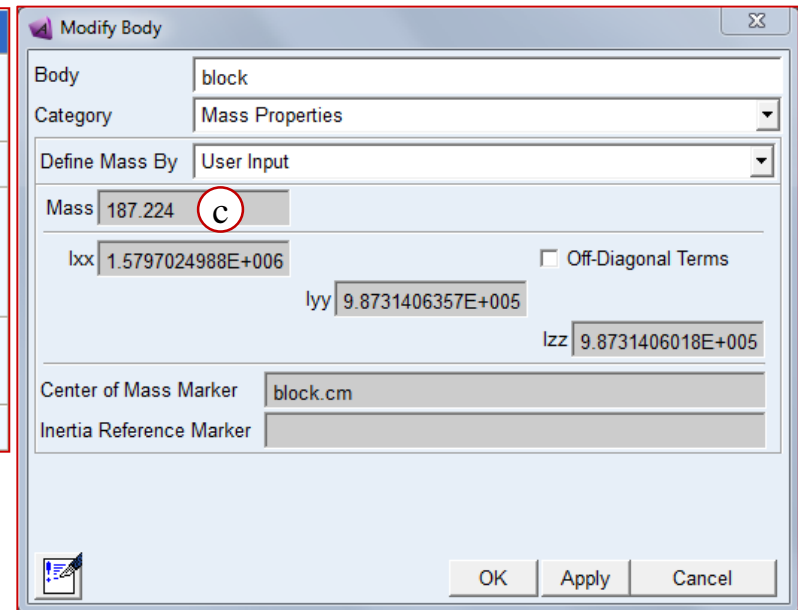 Modify Body
Body block
Category Mass Properties
Define Mass By User Input
Mass 187.224 c
Ixx 1.5797024988E+006 Off-Diagonal Terms
Iyy 9.8731406357E+005
Izz 9.8731406018E+005
Center of Mass Marker block.cm
Inertia Reference Marker
OK Apply Cancel